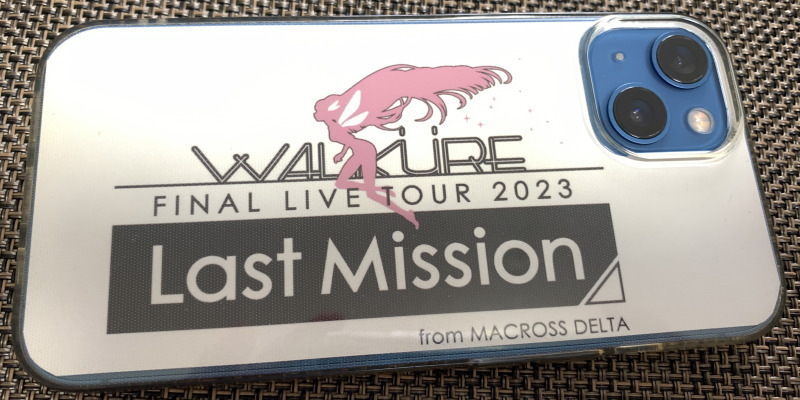 WALKÜRE
FINAL LIVE TOUR 2023
Last Mission
from MACROSS DELTA